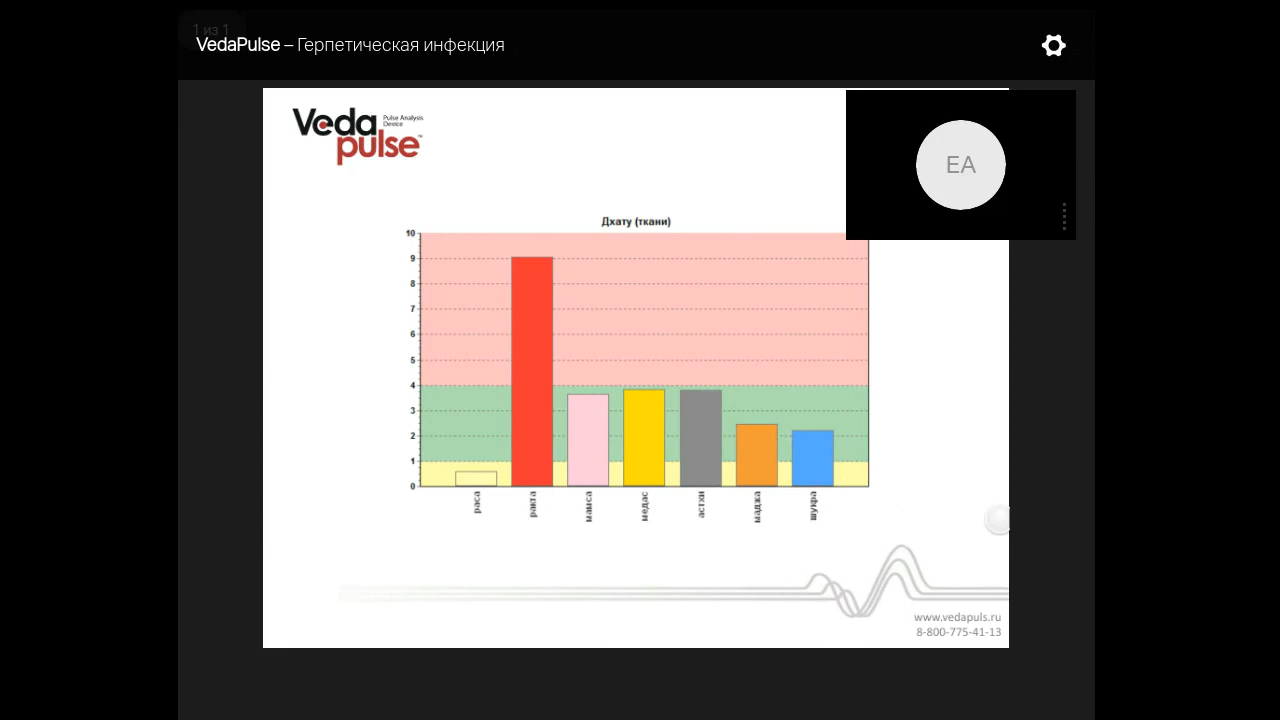 1 из 1
VedaPulse – Герпетическая инфекция
Veda
Pulse Analysis
Device
pulse™
EA
Дхату (ткани)
10
9
8
7
6
5
4
3
2
1
0
раса
ракта
мамса
медас
астхи
маджа
шукра
www.vedapuls.ru
8-800-775-41-13